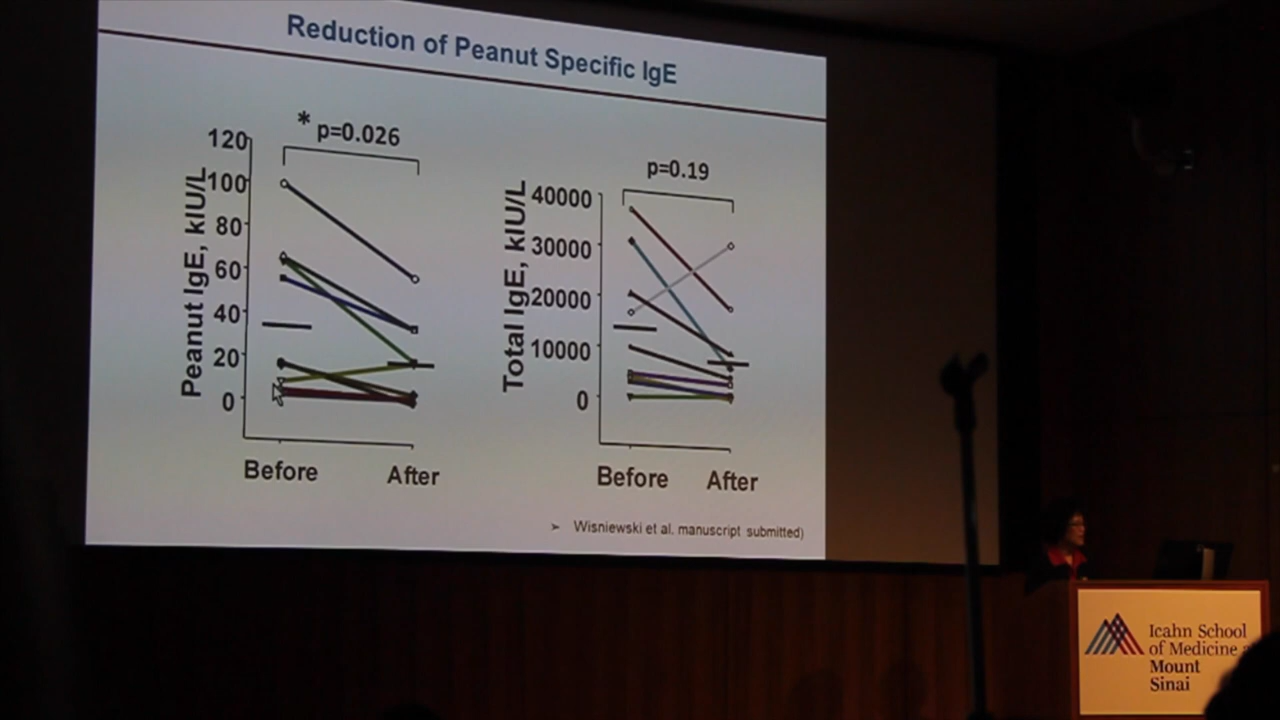 Reduction of Peanut Specific IgE
* p=0.026
120
100
80
60
40
20
0
Peanut IgE, kIU/L
Before
After
p=0.19
40000
30000
20000
10000
0
Total IgE, kIU/L
Before
After
➢ Wisniewski et al. manuscript submitted)
Icahn School
of Medicine
Mount
Sinai